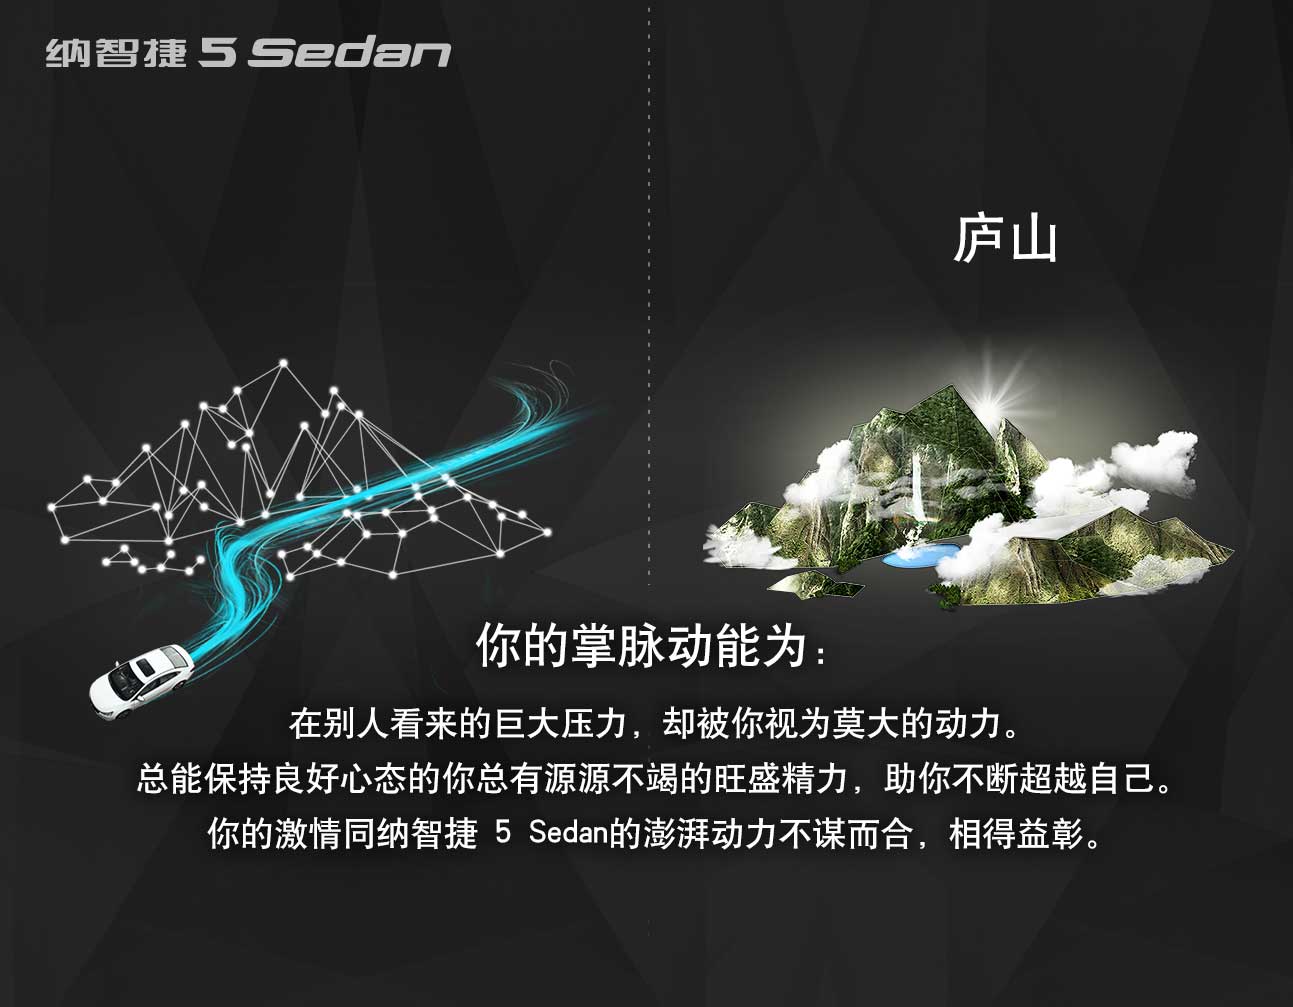 纳智捷 5 Sedan
庐山
你的掌脉动能为：
在别人看来的巨大压力，却被你视为莫大的动力。
总能保持良好心态的你总有源源不竭的旺盛精力，助你不断超越自己。
你的激情同纳智捷 5 Sedan的澎湃动力不谋而合，相得益彰。